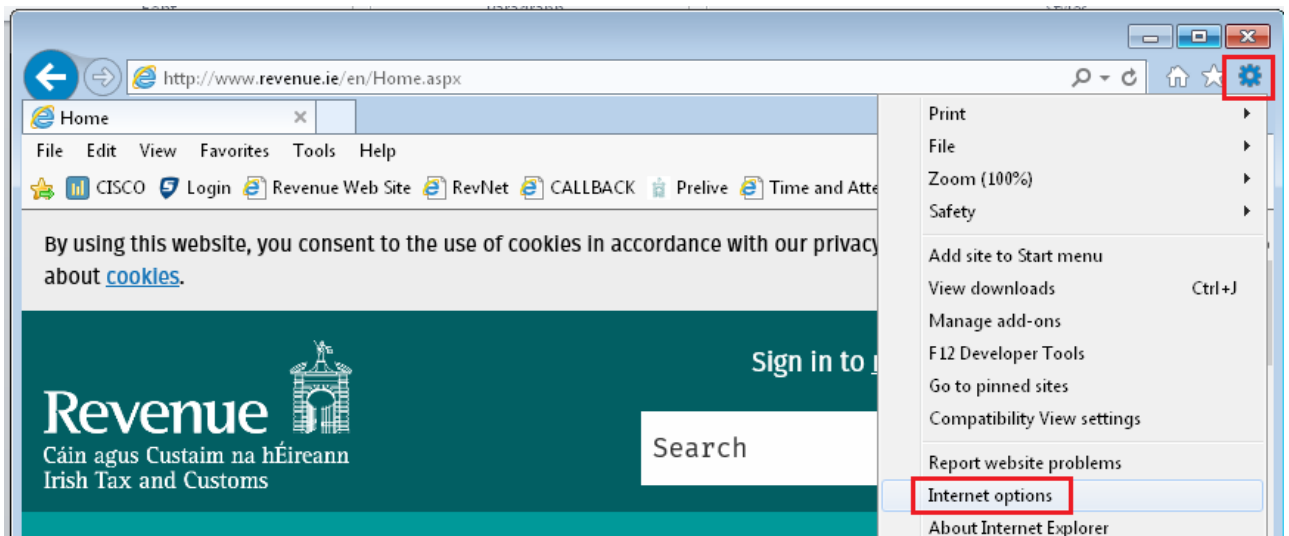 Font Paragraph Styles
http://www.revenue.ie/en/Home.aspx
Home
File Edit View Favorites Tools Help
CISCO Login Revenue Web Site RevNet CALLBACK Prelive Time and Atte
By using this website, you consent to the use of cookies in accordance with our privacy
about cookies.
Revenue
Cáin agus Custaim na hÉireann
Irish Tax and Customs
Sign in to
Search
Print
File
Zoom (100%)
Safety
Add site to Start menu
View downloads Ctrl+J
Manage add-ons
F12 Developer Tools
Go to pinned sites
Compatibility View settings
Report website problems
Internet options
About Internet Explorer